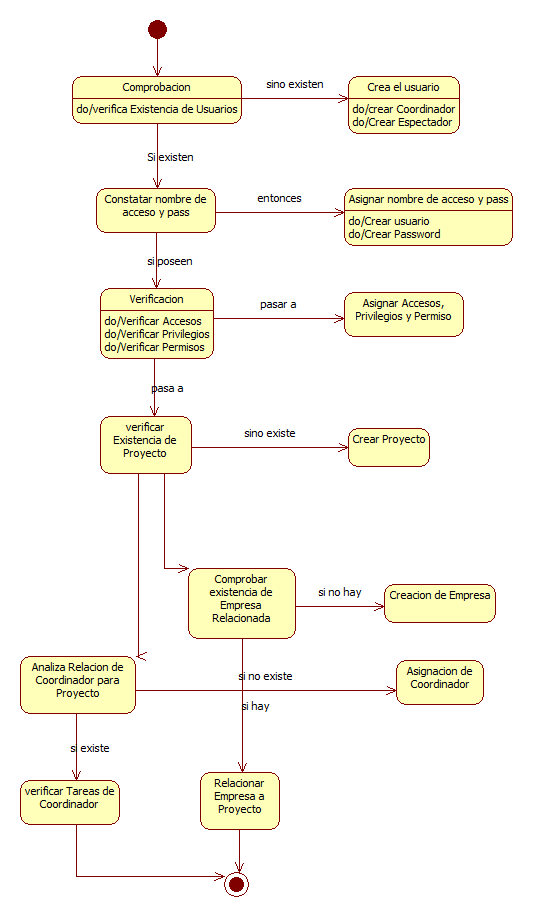 Comprobacion
do/verifica Existencia de Usuarios
sino existen
Crea el usuario
do/crear Coordinador
do/Crear Espectador
Si existen
Constatar nombre de
acceso y pass
entonces
Asignar nombre de acceso y pass
do/Crear usuario
do/Crear Password
si poseen
Verificacion
do/Verificar Accesos
do/Verificar Privilegios
do/Verificar Permisos
pasar a
Asignar Accesos,
Privilegios y Permiso
pasa a
verificar
Existencia de
Proyecto
sino existe
Crear Proyecto
Comprobar
existencia de
Empresa
Relacionada
si no hay
Creacion de Empresa
Analiza Relacion de
Coordinador para
Proyecto
si no existe
Asignacion de
Coordinador
si hay
si existe
verificar Tareas de
Coordinador
Relacionar
Empresa a
Proyecto